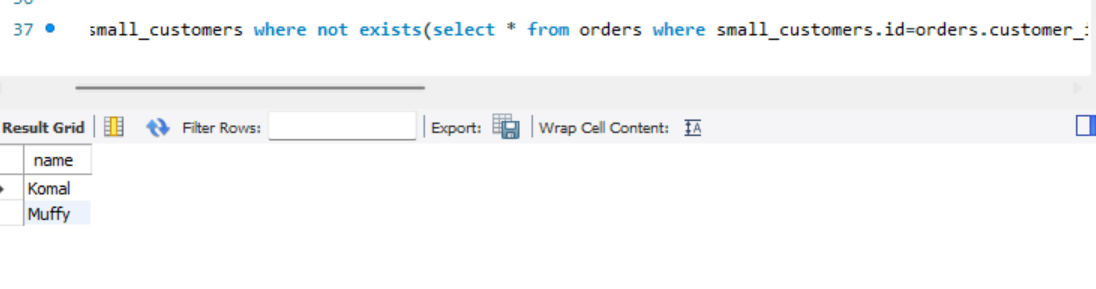 37 small_customers where not exists(select * from orders where small_customers.id=orders.customer_
Result Grid Filter Rows: Export: Wrap Cell Content:
name
Komal
Muffy